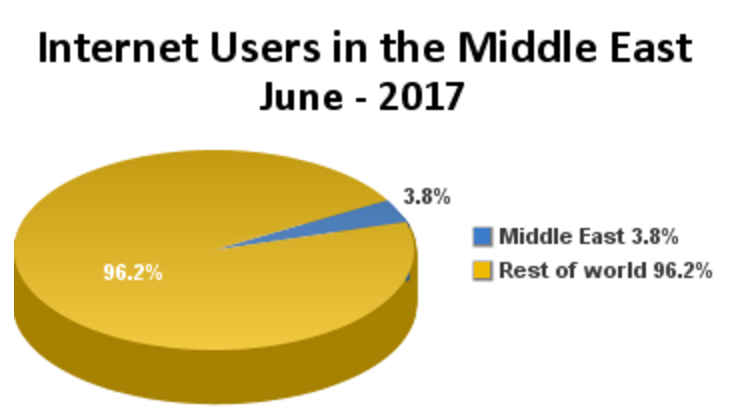 Internet Users in the Middle East
June - 2017
3.8%
Middle East 3.8%
96.2%
Rest of world 96.2%